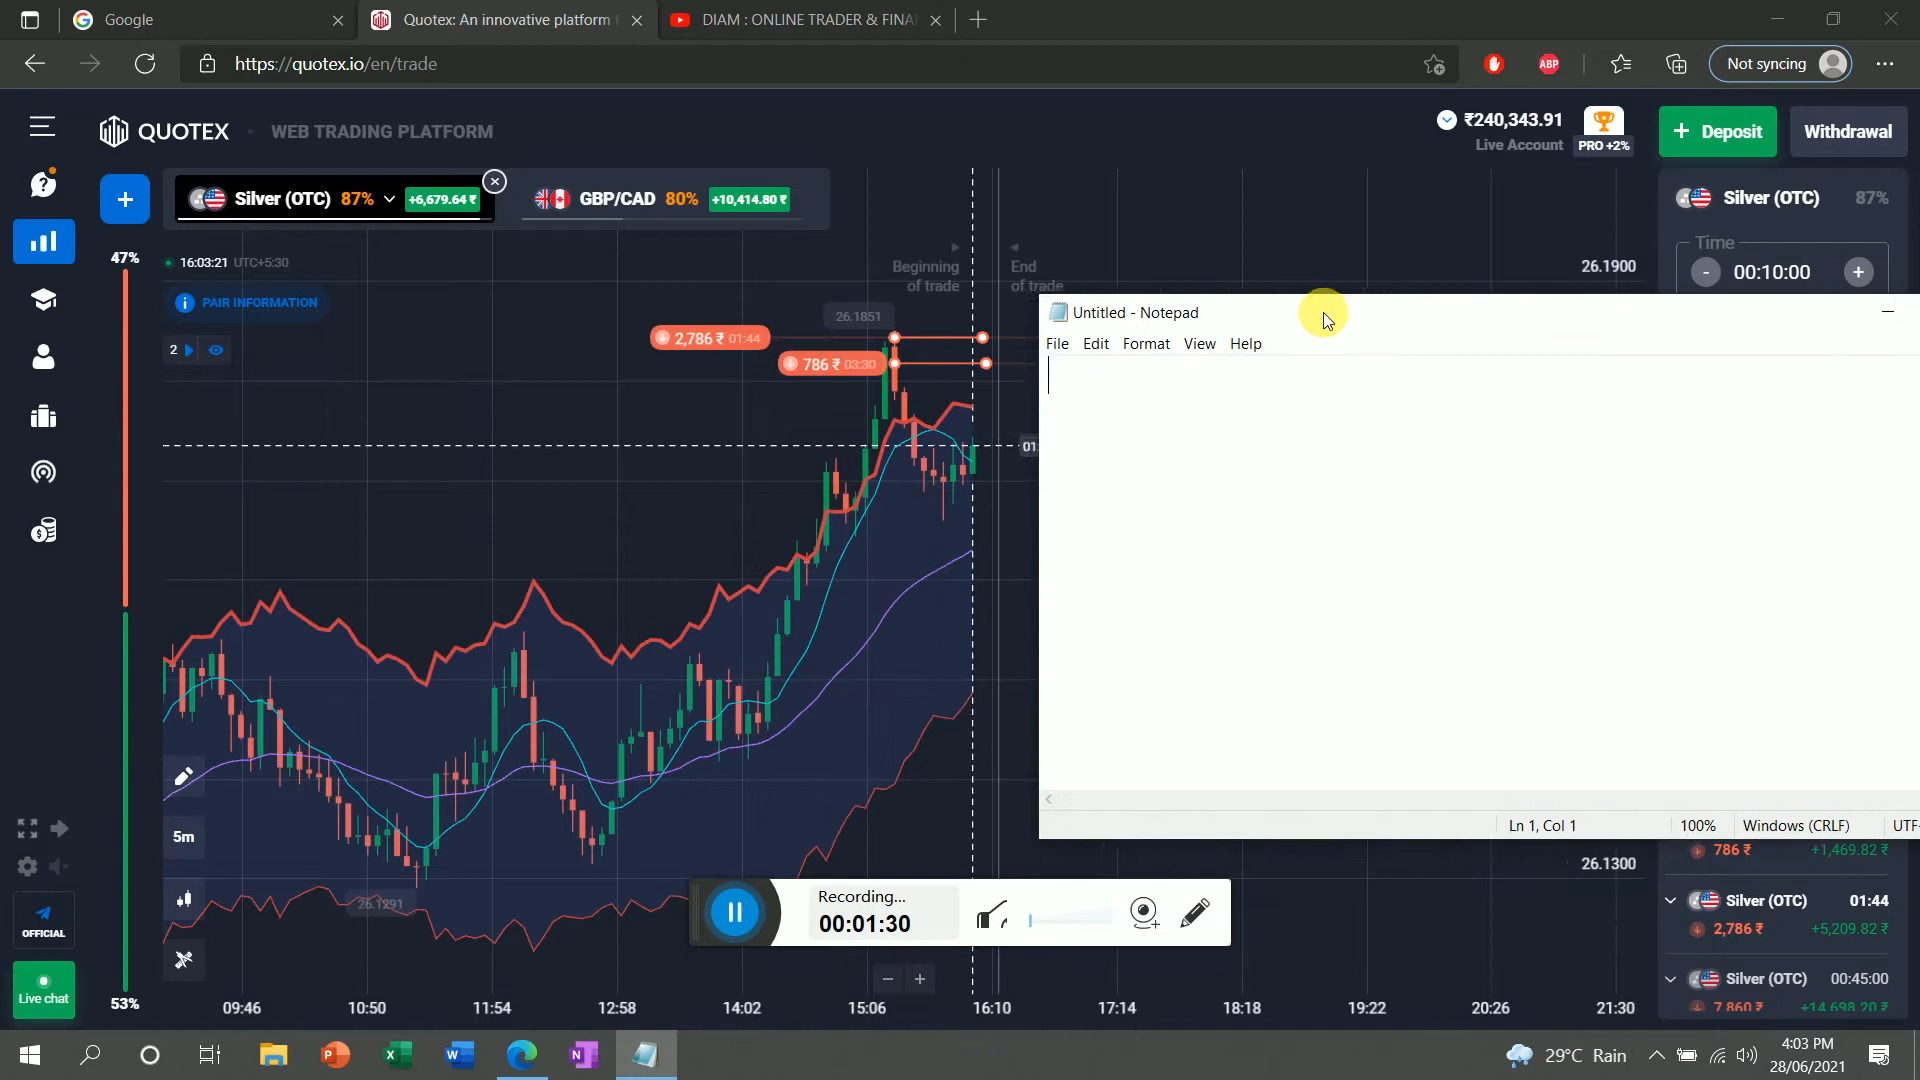 Google
Quotex: An innovative platform
DIAM : ONLINE TRADER & FINA
https://quotex.io/en/trade
ABP
Not syncing
QUOTEX
WEB TRADING PLATFORM
₹240,343.91
Live Account
PRO +2%
+ Deposit
Withdrawal
Silver (OTC) 87% +6,679.64 ₹
GBP/CAD 80% +10,414.80 ₹
Silver (OTC) 87%
47%
16:03:21 UTC+5:30
Beginning
of trade
End
of trade
26.1900
Time
- 00:10:00 +
PAIR INFORMATION
26.1851
2,786 ₹ 01:44
786 ₹ 03:30
2
Untitled - Notepad
File Edit Format View Help
01:
5m
26.1291
26.1300
Ln 1, Col 1
100%
Windows (CRLF)
UTF-
786 ₹ +1,469.82 ₹
Silver (OTC) 01:44
2,786 ₹ +5,209.82 ₹
Silver (OTC) 00:45:00
7,860 ₹ +14,698.20 ₹
Recording...
00:01:30
OFFICIAL
Live chat
53%
09:46 10:50 11:54 12:58 14:02 15:06 16:10 17:14 18:18 19:22 20:26 21:30
29°C Rain
4:03 PM
28/06/2021